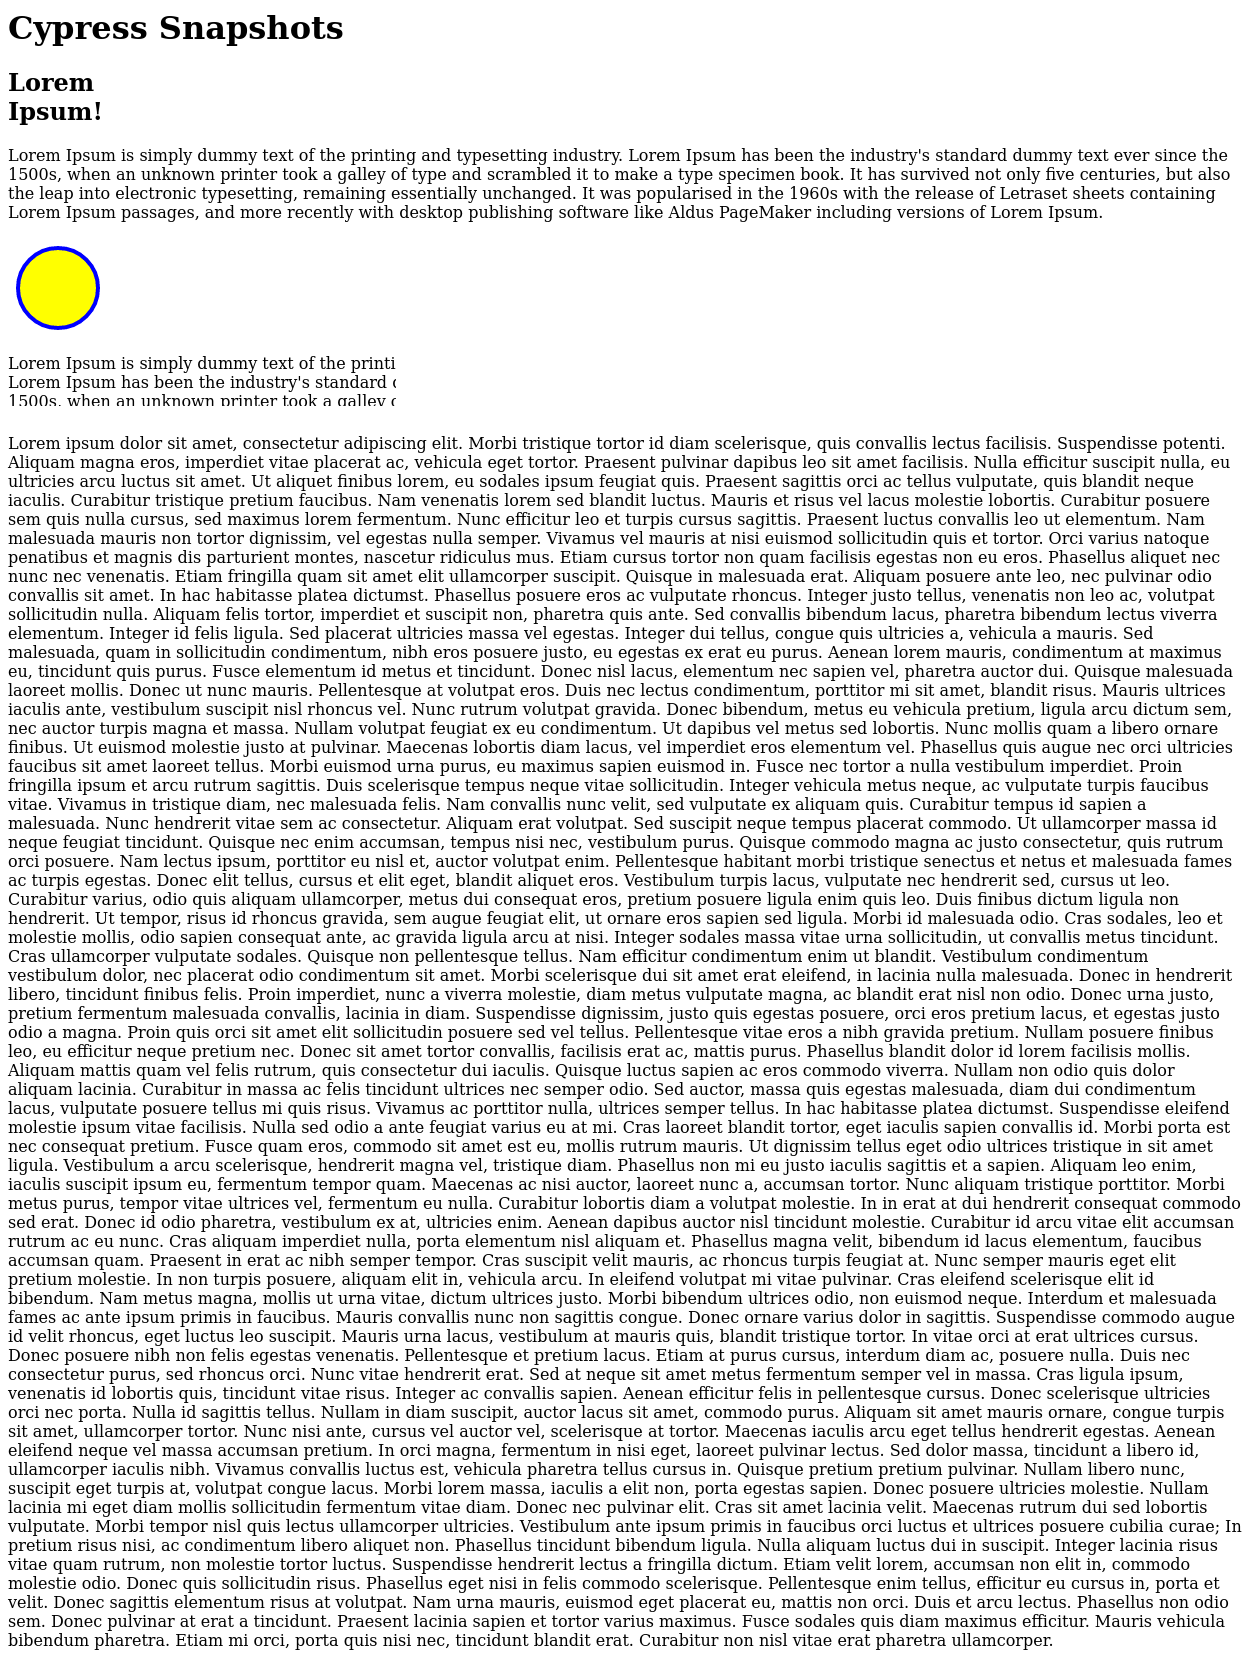 Cypress Snapshots
Lorem
Ipsum!
Lorem Ipsum is simply dummy text of the printing and typesetting industry. Lorem Ipsum has been the industry's standard dummy text ever since the
1500s, when an unknown printer took a galley of type and scrambled it to make a type specimen book. It has survived not only five centuries, but also
the leap into electronic typesetting, remaining essentially unchanged. It was popularised in the 1960s with the release of Letraset sheets containing
Lorem Ipsum passages, and more recently with desktop publishing software like Aldus PageMaker including versions of Lorem Ipsum.
Lorem Ipsum is simply dummy text of the printi
Lorem Ipsum has been the industry's standard
1500s, when an unknown printer took a galley
Lorem ipsum dolor sit amet, consectetur adipiscing elit. Morbi tristique tortor id diam scelerisque, quis convallis lectus facilisis. Suspendisse potenti.
Aliquam magna eros, imperdiet vitae placerat ac, vehicula eget tortor. Praesent pulvinar dapibus leo sit amet facilisis. Nulla efficitur suscipit nulla, eu
ultricies arcu luctus sit amet. Ut aliquet finibus lorem, eu sodales ipsum feugiat quis. Praesent sagittis orci ac tellus vulputate, quis blandit neque
iaculis. Curabitur tristique pretium faucibus. Nam venenatis lorem sed blandit luctus. Mauris et risus vel lacus molestie lobortis. Curabitur posuere
sem quis nulla cursus, sed maximus lorem fermentum. Nunc efficitur leo et turpis cursus sagittis. Praesent luctus convallis leo ut elementum. Nam
malesuada mauris non tortor dignissim, vel egestas nulla semper. Vivamus vel mauris at nisi euismod sollicitudin quis et tortor. Orci varius natoque
penatibus et magnis dis parturient montes, nascetur ridiculus mus. Etiam cursus tortor non quam facilisis egestas non eu eros. Phasellus aliquet nec
nunc nec venenatis. Etiam fringilla quam sit amet elit ullamcorper suscipit. Quisque in malesuada erat. Aliquam posuere ante leo, nec pulvinar odio
convallis sit amet. In hac habitasse platea dictumst. Phasellus posuere eros ac vulputate rhoncus. Integer justo tellus, venenatis non leo ac, volutpat
sollicitudin nulla. Aliquam felis tortor, imperdiet et suscipit non, pharetra quis ante. Sed convallis bibendum lacus, pharetra bibendum lectus viverra
elementum. Integer id felis ligula. Sed placerat ultricies massa vel egestas. Integer dui tellus, congue quis ultricies a, vehicula a mauris. Sed
malesuada, quam in sollicitudin condimentum, nibh eros posuere justo, eu egestas ex erat eu purus. Aenean lorem mauris, condimentum at maximus
eu, tincidunt quis purus. Fusce elementum id metus et tincidunt. Donec nisl lacus, elementum nec sapien vel, pharetra auctor dui. Quisque malesuada
laoreet mollis. Donec ut nunc mauris. Pellentesque at volutpat eros. Duis nec lectus condimentum, porttitor mi sit amet, blandit risus. Mauris ultrices
iaculis ante, vestibulum suscipit nisl rhoncus vel. Nunc rutrum volutpat gravida. Donec bibendum, metus eu vehicula pretium, ligula arcu dictum sem,
nec auctor turpis magna et massa. Nullam volutpat feugiat ex eu condimentum. Ut dapibus vel metus sed lobortis. Nunc mollis quam a libero ornare
finibus. Ut euismod molestie justo at pulvinar. Maecenas lobortis diam lacus, vel imperdiet eros elementum vel. Phasellus quis augue nec orci ultricies
faucibus sit amet laoreet tellus. Morbi euismod urna purus, eu maximus sapien euismod in. Fusce nec tortor a nulla vestibulum imperdiet. Proin
fringilla ipsum et arcu rutrum sagittis. Duis scelerisque tempus neque vitae sollicitudin. Integer vehicula metus neque, ac vulputate turpis faucibus
vitae. Vivamus in tristique diam, nec malesuada felis. Nam convallis nunc velit, sed vulputate ex aliquam quis. Curabitur tempus id sapien a
malesuada. Nunc hendrerit vitae sem ac consectetur. Aliquam erat volutpat. Sed suscipit neque tempus placerat commodo. Ut ullamcorper massa id
neque feugiat tincidunt. Quisque nec enim accumsan, tempus nisi nec, vestibulum purus. Quisque commodo magna ac justo consectetur, quis rutrum
orci posuere. Nam lectus ipsum, porttitor eu nisl et, auctor volutpat enim. Pellentesque habitant morbi tristique senectus et netus et malesuada fames
ac turpis egestas. Donec elit tellus, cursus et elit eget, blandit aliquet eros. Vestibulum turpis lacus, vulputate nec hendrerit sed, cursus ut leo.
Curabitur varius, odio quis aliquam ullamcorper, metus dui consequat eros, pretium posuere ligula enim quis leo. Duis finibus dictum ligula non
hendrerit. Ut tempor, risus id rhoncus gravida, sem augue feugiat elit, ut ornare eros sapien sed ligula. Morbi id malesuada odio. Cras sodales, leo et
molestie mollis, odio sapien consequat ante, ac gravida ligula arcu at nisi. Integer sodales massa vitae urna sollicitudin, ut convallis metus tincidunt.
Cras ullamcorper vulputate sodales. Quisque non pellentesque tellus. Nam efficitur condimentum enim ut blandit. Vestibulum condimentum
vestibulum dolor, nec placerat odio condimentum sit amet. Morbi scelerisque dui sit amet erat eleifend, in lacinia nulla malesuada. Donec in hendrerit
libero, tincidunt finibus felis. Proin imperdiet, nunc a viverra molestie, diam metus vulputate magna, ac blandit erat nisl non odio. Donec urna justo,
pretium fermentum malesuada convallis, lacinia in diam. Suspendisse dignissim, justo quis egestas posuere, orci eros pretium lacus, et egestas justo
odio a magna. Proin quis orci sit amet elit sollicitudin posuere sed vel tellus. Pellentesque vitae eros a nibh gravida pretium. Nullam posuere finibus
leo, eu efficitur neque pretium nec. Donec sit amet tortor convallis, facilisis erat ac, mattis purus. Phasellus blandit dolor id lorem facilisis mollis.
Aliquam mattis quam vel felis rutrum, quis consectetur dui iaculis. Quisque luctus sapien ac eros commodo viverra. Nullam non odio quis dolor
aliquam lacinia. Curabitur in massa ac felis tincidunt ultrices nec semper odio. Sed auctor, massa quis egestas malesuada, diam dui condimentum
lacus, vulputate posuere tellus mi quis risus. Vivamus ac porttitor nulla, ultrices semper tellus. In hac habitasse platea dictumst. Suspendisse eleifend
molestie ipsum vitae facilisis. Nulla sed odio a ante feugiat varius eu at mi. Cras laoreet blandit tortor, eget iaculis sapien convallis id. Morbi porta est
nec consequat pretium. Fusce quam eros, commodo sit amet est eu, mollis rutrum mauris. Ut dignissim tellus eget odio ultrices tristique in sit amet
ligula. Vestibulum a arcu scelerisque, hendrerit magna vel, tristique diam. Phasellus non mi eu justo iaculis sagittis et a sapien. Aliquam leo enim,
iaculis suscipit ipsum eu, fermentum tempor quam. Maecenas ac nisi auctor, laoreet nunc a, accumsan tortor. Nunc aliquam tristique porttitor. Morbi
metus purus, tempor vitae ultrices vel, fermentum eu nulla. Curabitur lobortis diam a volutpat molestie. In in erat at dui hendrerit consequat commodo
sed erat. Donec id odio pharetra, vestibulum ex at, ultricies enim. Aenean dapibus auctor nisl tincidunt molestie. Curabitur id arcu vitae elit accumsan
rutrum ac eu nunc. Cras aliquam imperdiet nulla, porta elementum nisl aliquam et. Phasellus magna velit, bibendum id lacus elementum, faucibus
accumsan quam. Praesent in erat ac nibh semper tempor. Cras suscipit velit mauris, ac rhoncus turpis feugiat at. Nunc semper mauris eget elit
pretium molestie. In non turpis posuere, aliquam elit in, vehicula arcu. In eleifend volutpat mi vitae pulvinar. Cras eleifend scelerisque elit id
bibendum. Nam metus magna, mollis ut urna vitae, dictum ultrices justo. Morbi bibendum ultrices odio, non euismod neque. Interdum et malesuada
fames ac ante ipsum primis in faucibus. Mauris convallis nunc non sagittis congue. Donec ornare varius dolor in sagittis. Suspendisse commodo augue
id velit rhoncus, eget luctus leo suscipit. Mauris urna lacus, vestibulum at mauris quis, blandit tristique tortor. In vitae orci at erat ultrices cursus.
Donec posuere nibh non felis egestas venenatis. Pellentesque et pretium lacus. Etiam at purus cursus, interdum diam ac, posuere nulla. Duis nec
consectetur purus, sed rhoncus orci. Nunc vitae hendrerit erat. Sed at neque sit amet metus fermentum semper vel in massa. Cras ligula ipsum,
venenatis id lobortis quis, tincidunt vitae risus. Integer ac convallis sapien. Aenean efficitur felis in pellentesque cursus. Donec scelerisque ultricies
orci nec porta. Nulla id sagittis tellus. Nullam in diam suscipit, auctor lacus sit amet, commodo purus. Aliquam sit amet mauris ornare, congue turpis
sit amet, ullamcorper tortor. Nunc nisi ante, cursus vel auctor vel, scelerisque at tortor. Maecenas iaculis arcu eget tellus hendrerit egestas. Aenean
eleifend neque vel massa accumsan pretium. In orci magna, fermentum in nisi eget, laoreet pulvinar lectus. Sed dolor massa, tincidunt a libero id,
ullamcorper iaculis nibh. Vivamus convallis luctus est, vehicula pharetra tellus cursus in. Quisque pretium pretium pulvinar. Nullam libero nunc,
suscipit eget turpis at, volutpat congue lacus. Morbi lorem massa, iaculis a elit non, porta egestas sapien. Donec posuere ultricies molestie. Nullam
lacinia mi eget diam mollis sollicitudin fermentum vitae diam. Donec nec pulvinar elit. Cras sit amet lacinia velit. Maecenas rutrum dui sed lobortis
vulputate. Morbi tempor nisl quis lectus ullamcorper ultricies. Vestibulum ante ipsum primis in faucibus orci luctus et ultrices posuere cubilia curae; In
pretium risus nisi, ac condimentum libero aliquet non. Phasellus tincidunt bibendum ligula. Nulla aliquam luctus dui in suscipit. Integer lacinia risus
vitae quam rutrum, non molestie tortor luctus. Suspendisse hendrerit lectus a fringilla dictum. Etiam velit lorem, accumsan non elit in, commodo
molestie odio. Donec quis sollicitudin risus. Phasellus eget nisi in felis commodo scelerisque. Pellentesque enim tellus, efficitur eu cursus in, porta et
velit. Donec sagittis elementum risus at volutpat. Nam urna mauris, euismod eget placerat eu, mattis non orci. Duis et arcu lectus. Phasellus non odio
sem. Donec pulvinar at erat a tincidunt. Praesent lacinia sapien et tortor varius maximus. Fusce sodales quis diam maximus efficitur. Mauris vehicula
bibendum pharetra. Etiam mi orci, porta quis nisi nec, tincidunt blandit erat. Curabitur non nisl vitae erat pharetra ullamcorper.